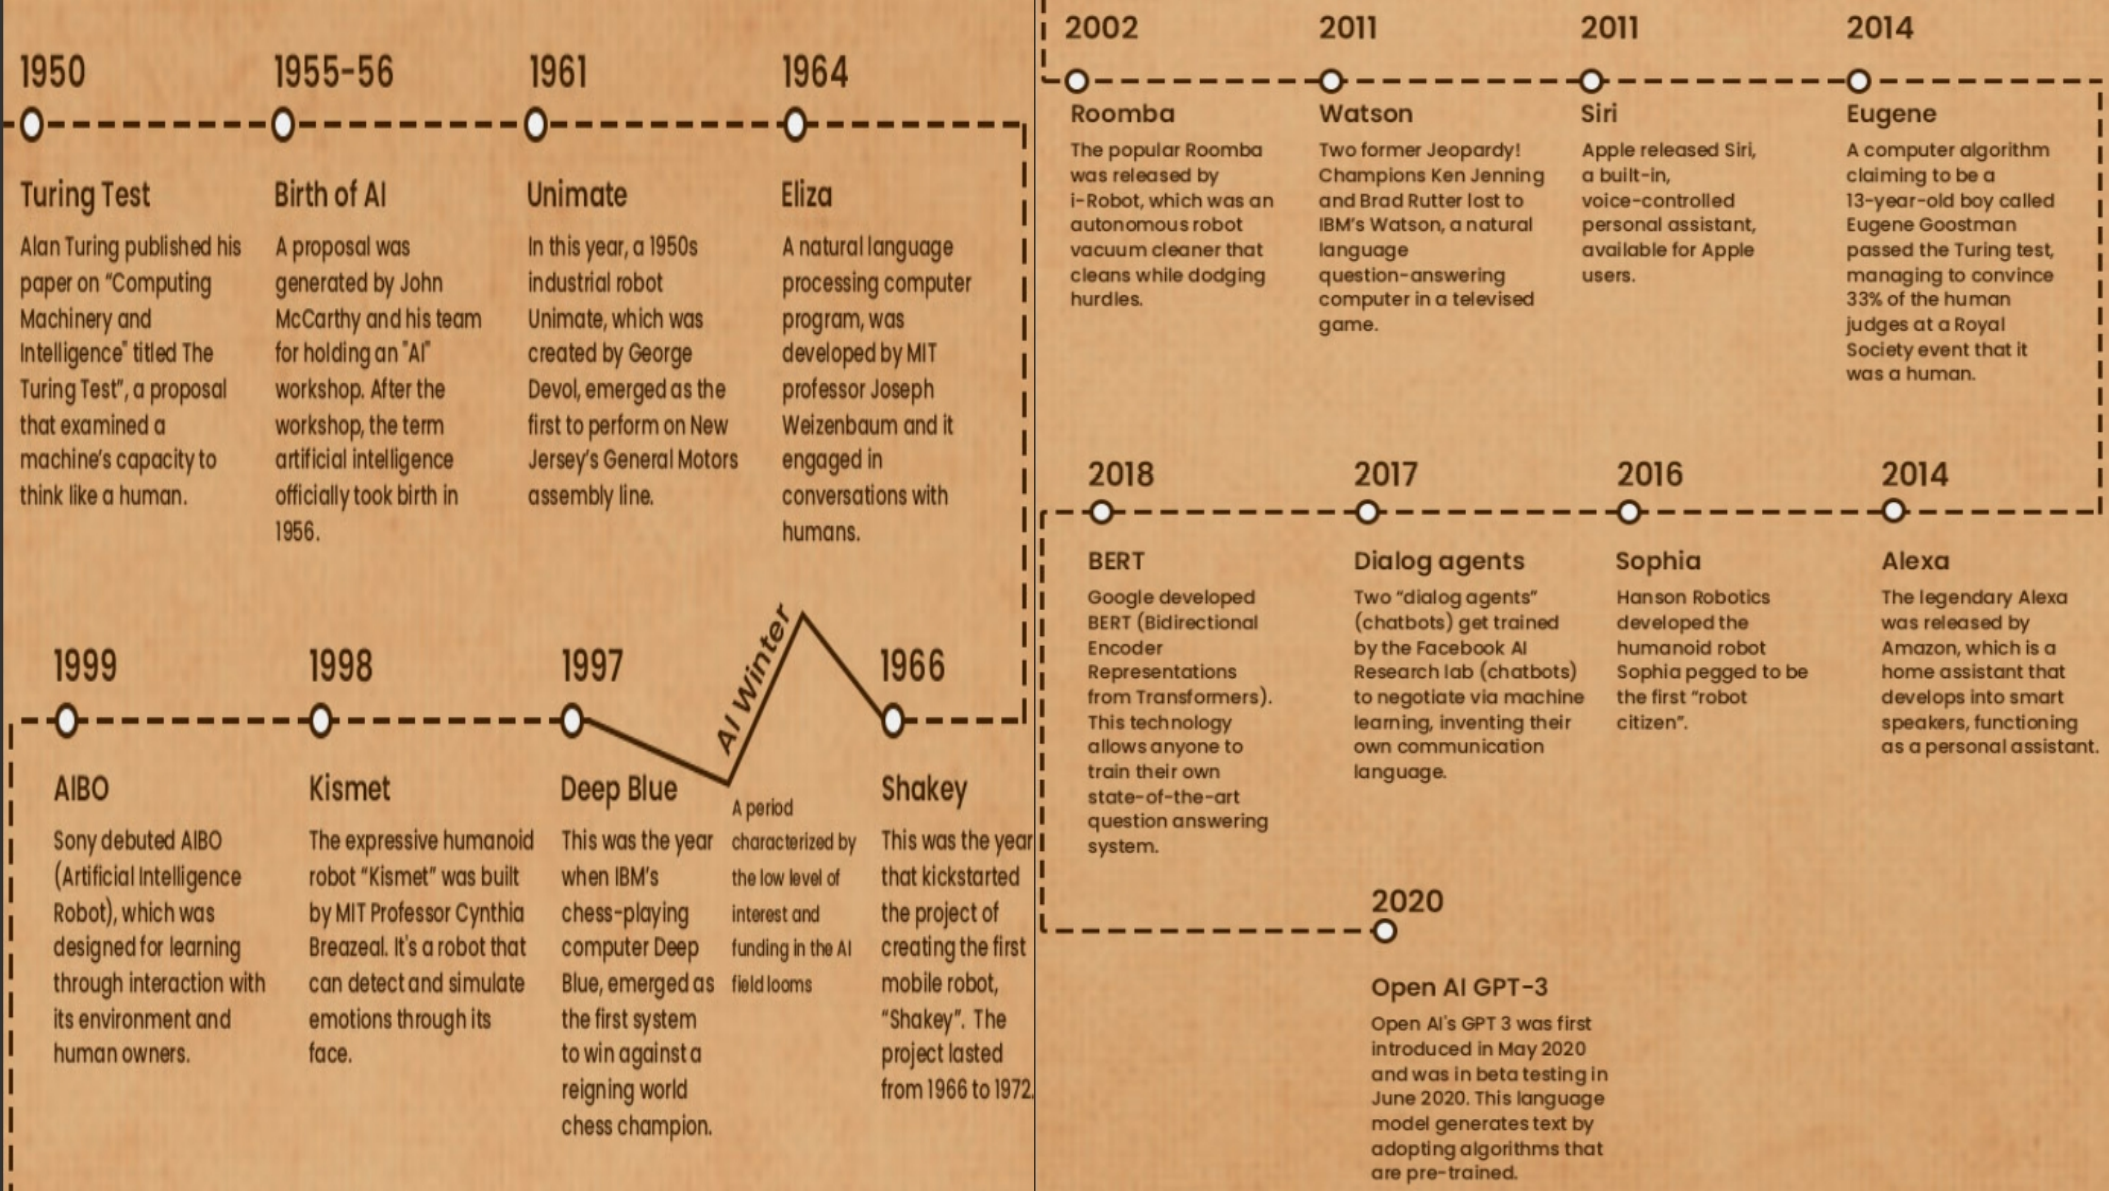 1950
Turing Test
Alan Turing published his
paper on “Computing
Machinery and
Intelligence" titled The
Turing Test”, a proposal
that examined a
machine’s capacity to
think like a human.
1955-56
Birth of AI
A proposal was
generated by John
McCarthy and his team
for holding an "AI"
workshop. After the
workshop, the term
artificial intelligence
officially took birth in
1956.
1961
Unimate
In this year, a 1950s
industrial robot
Unimate, which was
created by George
Devol, emerged as the
first to perform on New
Jersey’s General Motors
assembly line.
1964
Eliza
A natural language
processing computer
program, was
developed by MIT
professor Joseph
Weizenbaum and it
engaged in
conversations with
humans.
1966
Shakey
This was the year
that kickstarted
the project of
creating the first
mobile robot,
“Shakey”. The
project lasted
from 1966 to 1972.
AI Winter
A period
characterized by
the low level of
interest and
funding in the AI
field looms
1997
Deep Blue
This was the year
when IBM’s
chess-playing
computer Deep
Blue, emerged as
the first system
to win against a
reigning world
chess champion.
1998
Kismet
The expressive humanoid
robot “Kismet” was built
by MIT Professor Cynthia
Breazeal. It's a robot that
can detect and simulate
emotions through its
face.
1999
AIBO
Sony debuted AIBO
(Artificial Intelligence
Robot), which was
designed for learning
through interaction with
its environment and
human owners.
2002
Roomba
The popular Roomba
was released by
i-Robot, which was an
autonomous robot
vacuum cleaner that
cleans while dodging
hurdles.
2011
Watson
Two former Jeopardy!
Champions Ken Jenning
and Brad Rutter lost to
IBM’s Watson, a natural
language
question-answering
computer in a televised
game.
2011
Siri
Apple released Siri,
a built-in,
voice-controlled
personal assistant,
available for Apple
users.
2014
Eugene
A computer algorithm
claiming to be a
13-year-old boy called
Eugene Goostman
passed the Turing test,
managing to convince
33% of the human
judges at a Royal
Society event that it
was a human.
2014
Alexa
The legendary Alexa
was released by
Amazon, which is a
home assistant that
develops into smart
speakers, functioning
as a personal assistant.
2016
Sophia
Hanson Robotics
developed the
humanoid robot
Sophia pegged to be
the first “robot
citizen”.
2017
Dialog agents
Two “dialog agents”
(chatbots) get trained
by the Facebook AI
Research lab (chatbots)
to negotiate via machine
learning, inventing their
own communication
language.
2018
BERT
Google developed
BERT (Bidirectional
Encoder
Representations
from Transformers).
This technology
allows anyone to
train their own
state-of-the-art
question answering
system.
2020
Open AI GPT-3
Open AI's GPT 3 was first
introduced in May 2020
and was in beta testing in
June 2020. This language
model generates text by
adopting algorithms that
are pre-trained.